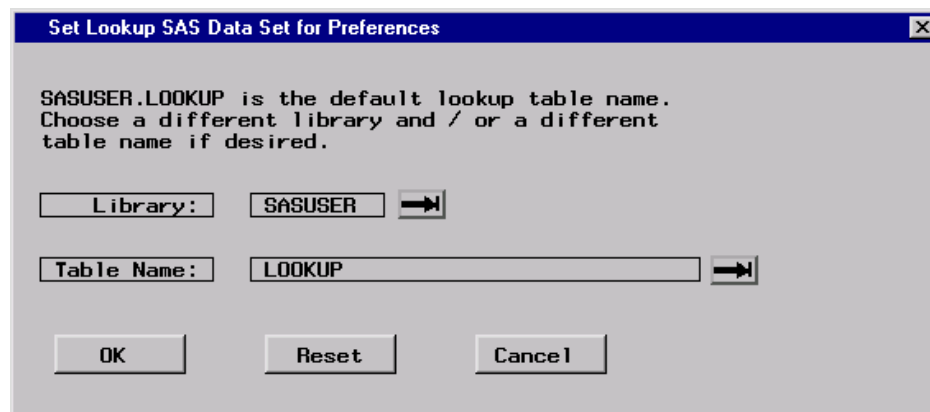 Set Lookup SAS Data Set for Preferences
SASUSER.LOOKUP is the default lookup table name.
Choose a different library and / or a different
table name if desired.
Library: SASUSER
Table Name: LOOKUP
OK Reset Cancel